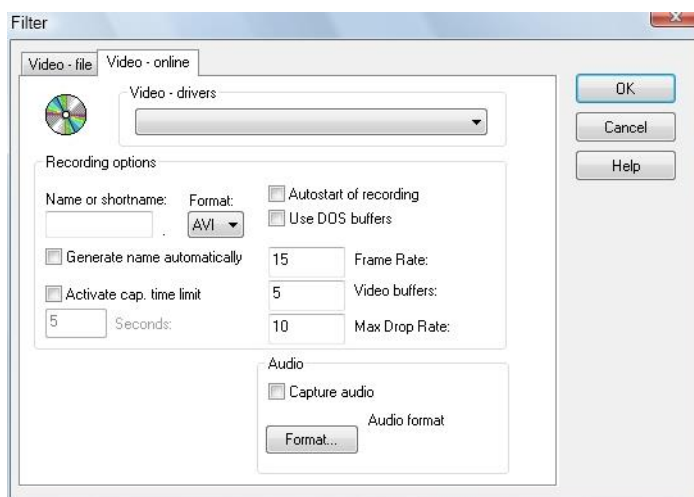 Filter
Video - file
Video - online
Video - drivers
OK
Cancel
Help
Recording options
Name or shortname:
Format:
.
AVI
Autostart of recording
Use DOS buffers
Generate name automatically
15
Frame Rate:
Activate cap. time limit
5
Video buffers:
5
Seconds:
10
Max Drop Rate:
Audio
Capture audio
Audio format
Format...